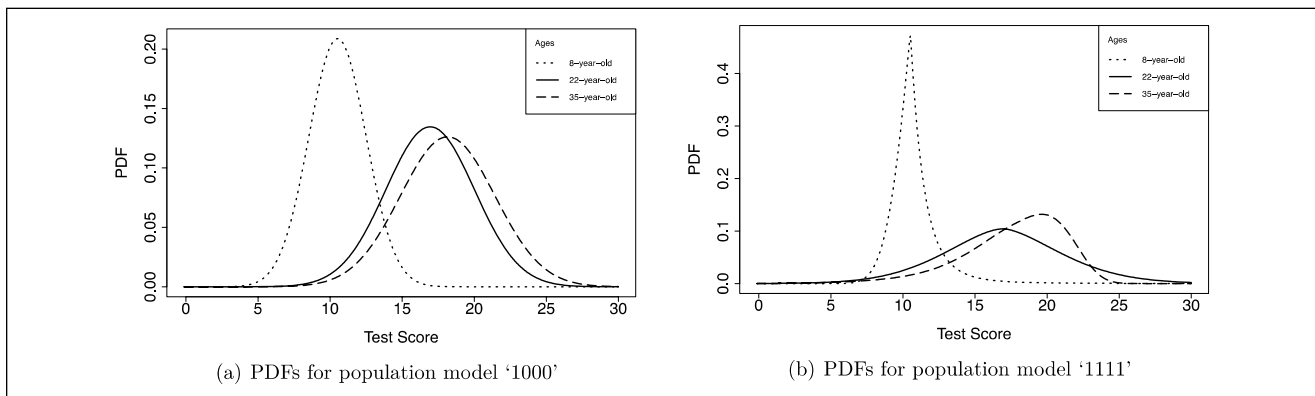 Ages
8−year−old
22−year−old
35−year−old
PDF
0.20
0.15
0.10
0.05
0.00
0 5 10 15 20 25 30
Test Score
(a) PDFs for population model ‘1000’
Ages
8−year−old
22−year−old
35−year−old
PDF
0.4
0.3
0.2
0.1
0.0
0 5 10 15 20 25 30
Test Score
(b) PDFs for population model ‘1111’